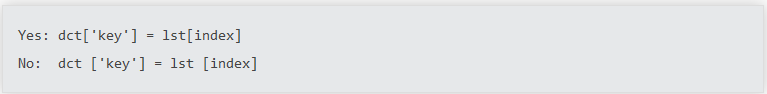 Yes: dct['key'] = lst[index]
No:  dct ['key'] = lst [index]